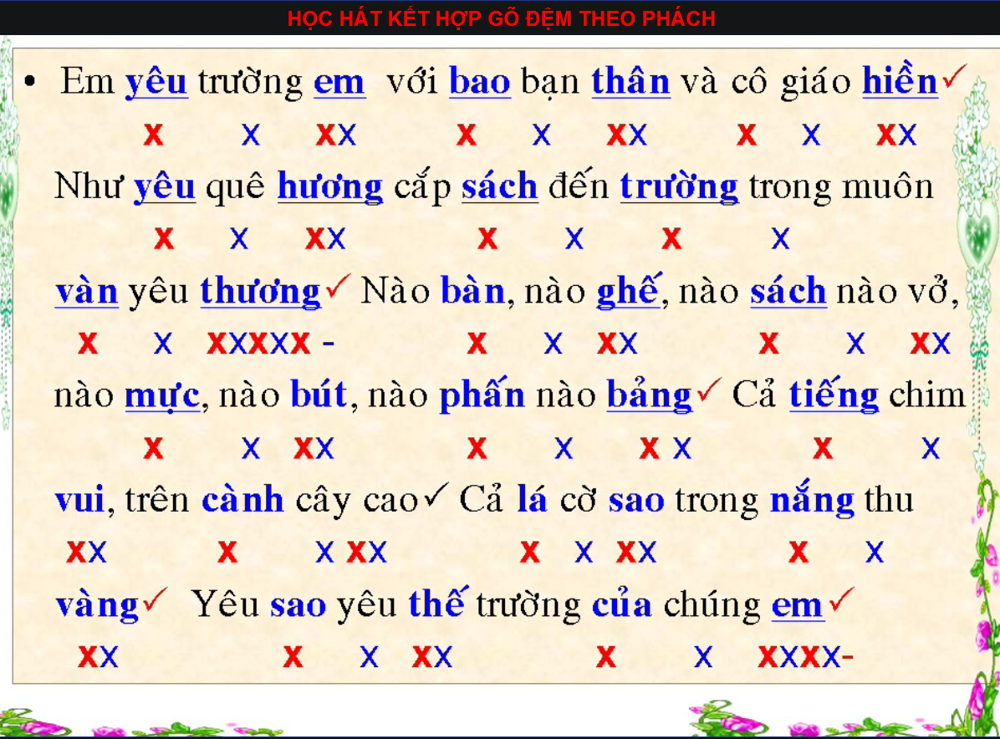 HỌC HÁT KẾT HỢP GÕ ĐỆM THEO PHÁCH
• Em yêu trường em với bao bạn thân và cô giáo hiền✓
x x xx x x xx x x xx
Như yêu quê hương cắp sách đến trường trong muôn
x x xx x x x x
vàn yêu thương✓ Nào bàn, nào ghế, nào sách nào vở,
x x xxxxx - x x xx x x xx
nào mực, nào bút, nào phấn nào bảng✓ Cả tiếng chim
x x xx x x x x x x
vui, trên cành cây cao✓ Cả lá cờ sao trong nắng thu
xx x x xx x x xx x x
vàng✓ Yêu sao yêu thế trường của chúng em✓
xx x x xx x x xxxx-